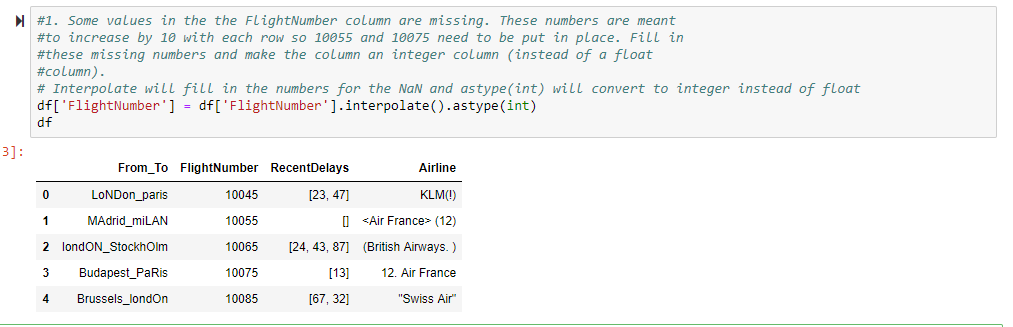 #1. Some values in the the FlightNumber column are missing. These numbers are meant
#to increase by 10 with each row so 10055 and 10075 need to be put in place. Fill in
#these missing numbers and make the column an integer column (instead of a float
#column).
# Interpolate will fill in the numbers for the NaN and astype(int) will convert to integer instead of float
df['FlightNumber'] = df['FlightNumber'].interpolate().astype(int)
df
3]:
From_To FlightNumber RecentDelays Airline
0 LoNDon_paris 10045 [23, 47] KLM(!)
1 MAdrid_miLAN 10055 [] <Air France> (12)
2 londON_StockhOlm 10065 [24, 43, 87] (British Airways. )
3 Budapest_PaRis 10075 [13] 12. Air France
4 Brussels_londOn 10085 [67, 32] "Swiss Air"